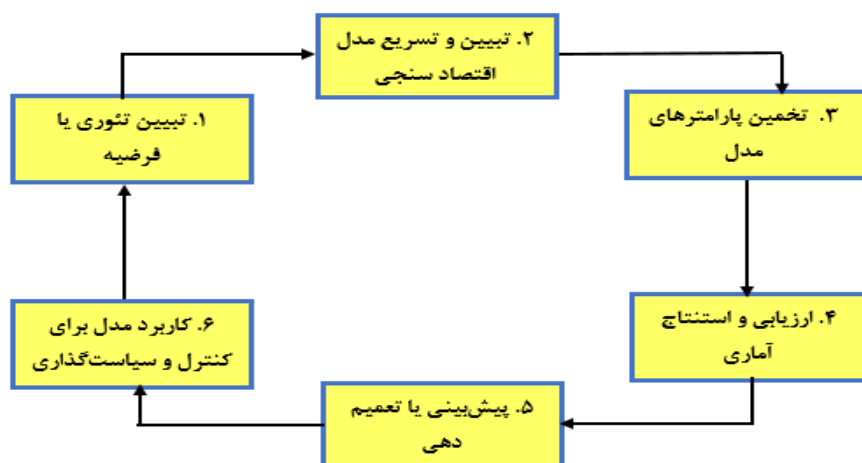 ۱. تبیین تئوری یا
فرضیه
۲. تبیین و تسریع مدل
اقتصاد سنجی
۳. تخمین پارامترهای
مدل
۴. ارزیابی و استنتاج
آماری
۵. پیش‌بینی یا تعمیم
دهی
۶. کاربرد مدل برای
کنترل و سیاست‌گذاری